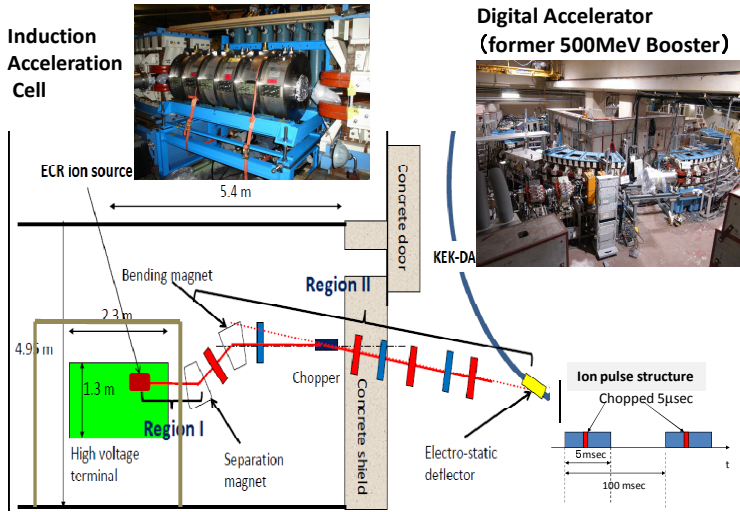 Induction
Acceleration
Cell
Digital Accelerator
(former 500MeV Booster)
ECR ion source
5.4 m
Concrete door
KEK-DA
Bending magnet
Region II
2.3 m
4.95 m
1.3 m
Chopper
Concrete shield
Region I
High voltage
terminal
Separation
magnet
Electro-static
deflector
Ion pulse structure
Chopped 5μsec
5 msec
t
100 msec